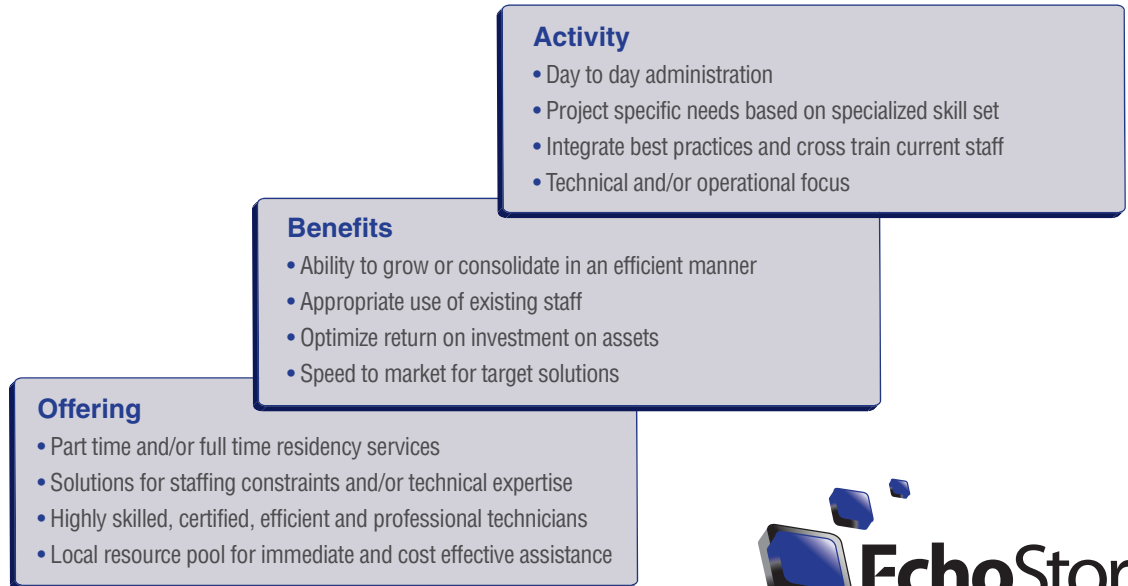 Activity
• Day to day administration
• Project specific needs based on specialized skill set
• Integrate best practices and cross train current staff
• Technical and/or operational focus
Benefits
• Ability to grow or consolidate in an efficient manner
• Appropriate use of existing staff
• Optimize return on investment on assets
• Speed to market for target solutions
Offering
• Part time and/or full time residency services
• Solutions for staffing constraints and/or technical expertise
• Highly skilled, certified, efficient and professional technicians
• Local resource pool for immediate and cost effective assistance
EchoStor